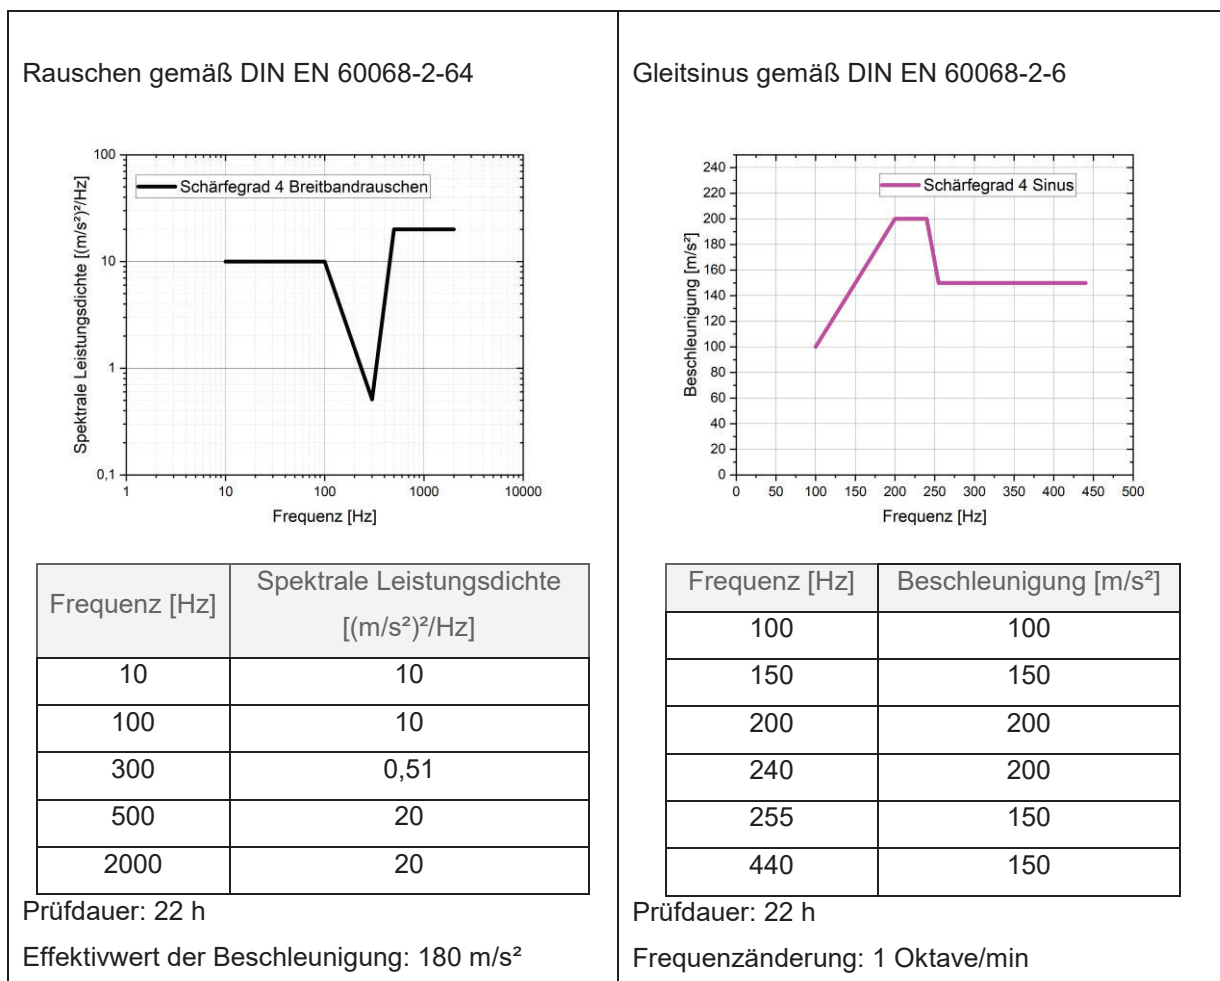 Rauschen gemäß DIN EN 60068-2-64
100
10
1
0,1
Spektrale Leistungsdichte [(m/s²)²/Hz]
Schärfegrad 4 Breitbandrauschen
1 10 100 1000 10000
Frequenz [Hz]
Frequenz [Hz] Spektrale Leistungsdichte
[(m/s²)²/Hz]
10 10
100 10
300 0,51
500 20
2000 20
Prüfdauer: 22 h
Effektivwert der Beschleunigung: 180 m/s²
Gleitsinus gemäß DIN EN 60068-2-6
240
220
200
180
160
140
120
100
80
60
40
20
0
Beschleunigung [m/s²]
Schärfegrad 4 Sinus
0 50 100 150 200 250 300 350 400 450 500
Frequenz [Hz]
Frequenz [Hz] Beschleunigung [m/s²]
100 100
150 150
200 200
240 200
255 150
440 150
Prüfdauer: 22 h
Frequenzänderung: 1 Oktave/min